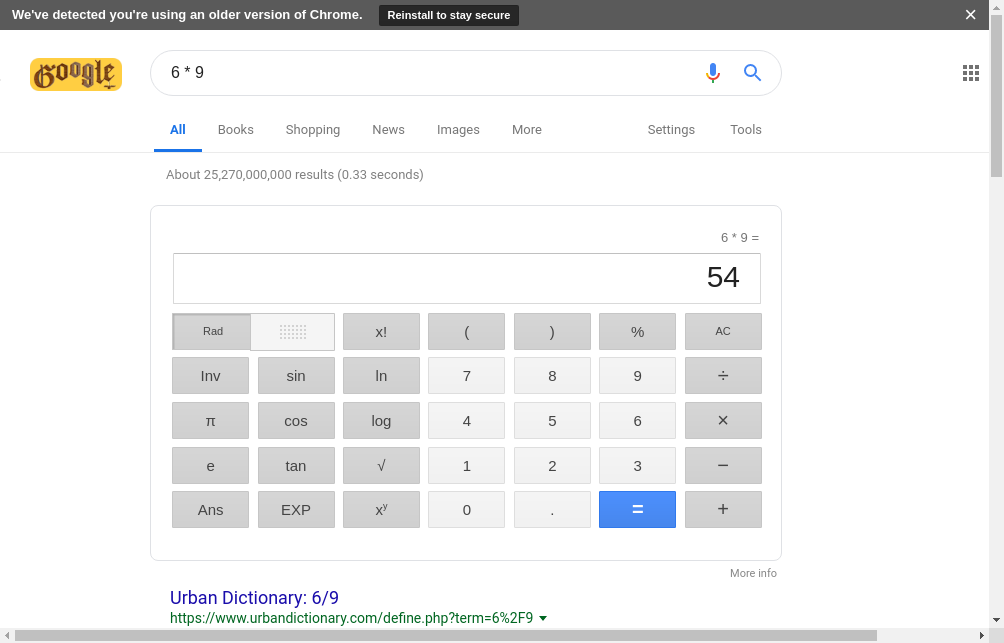 We've detected you're using an older version of Chrome. Reinstall to stay secure ×
Google
6 * 9
All Books Shopping News Images More Settings Tools
About 25,270,000,000 results (0.33 seconds)
6 * 9 =
54
Rad x! ( ) % AC
Inv sin ln 7 8 9 ÷
π cos log 4 5 6 ×
e tan √ 1 2 3 −
Ans EXP xʸ 0 . = +
More info
Urban Dictionary: 6/9
https://www.urbandictionary.com/define.php?term=6%2F9